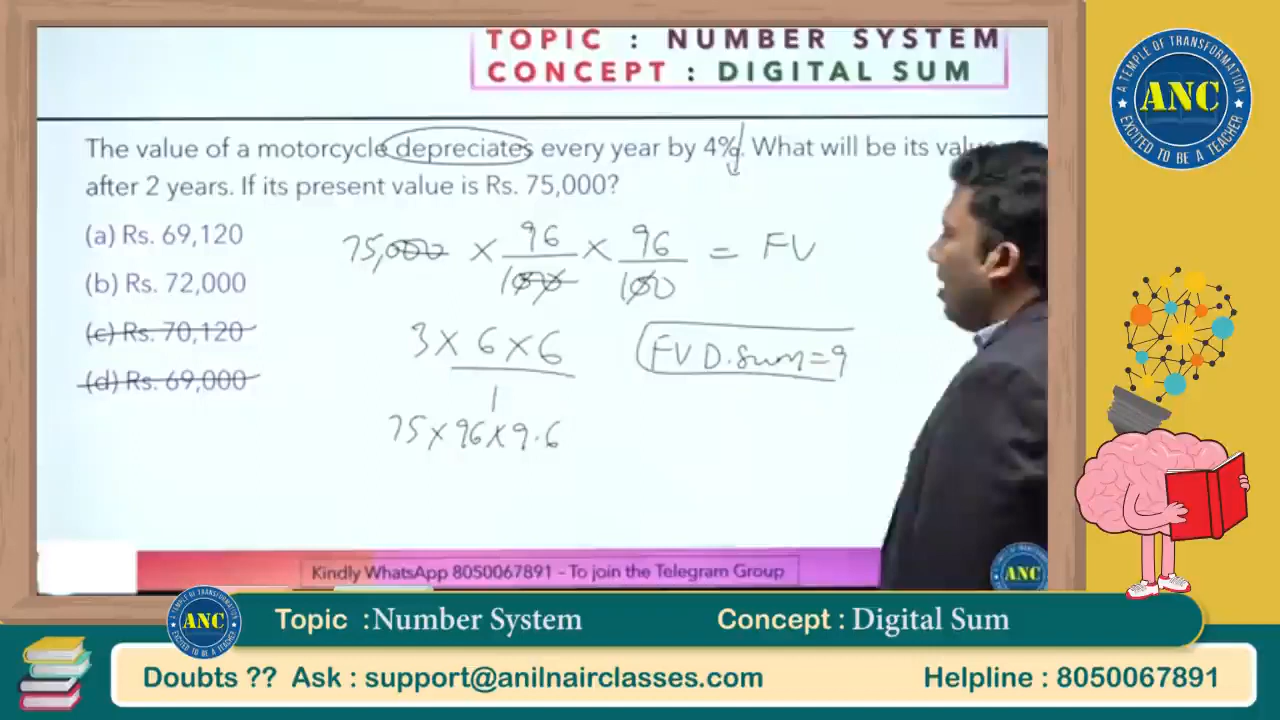 TOPIC : NUMBER SYSTEM
CONCEPT : DIGITAL SUM
A TEMPLE OF TRANSFORMATION
ANC
EXCITED TO BE A TEACHER
The value of a motorcycle depreciates every year by 4%. What will be its value
after 2 years. If its present value is Rs. 75,000?
(a) Rs. 69,120
(b) Rs. 72,000
(c) Rs. 70,120
(d) Rs. 69,000
75,000 × 96/100 × 96/100 = FV
3 × 6 × 6 / 1
FV D.Sum = 9
75 × 96 × 9.6
Kindly WhatsApp 8050067891 - To join the Telegram Group
ANC
ANC
Topic : Number System Concept : Digital Sum
Doubts ?? Ask : support@anilnairclasses.com Helpline : 8050067891